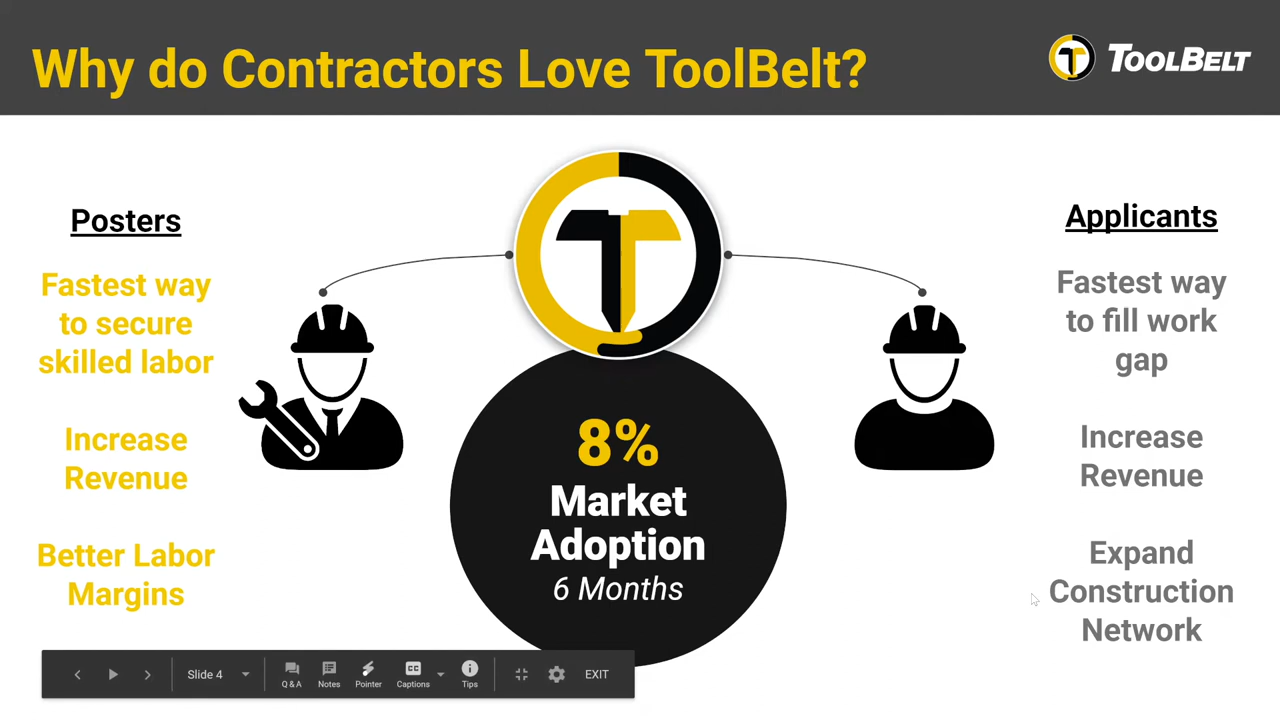 Why do Contractors Love ToolBelt?
TOOLBELT
Posters
Fastest way
to secure
skilled labor
Increase
Revenue
Better Labor
Margins
8%
Market
Adoption
6 Months
Applicants
Fastest way
to fill work
gap
Increase
Revenue
Expand
Construction
Network
Slide 4
Q & A
Notes
Pointer
CC
Captions
Tips
EXIT